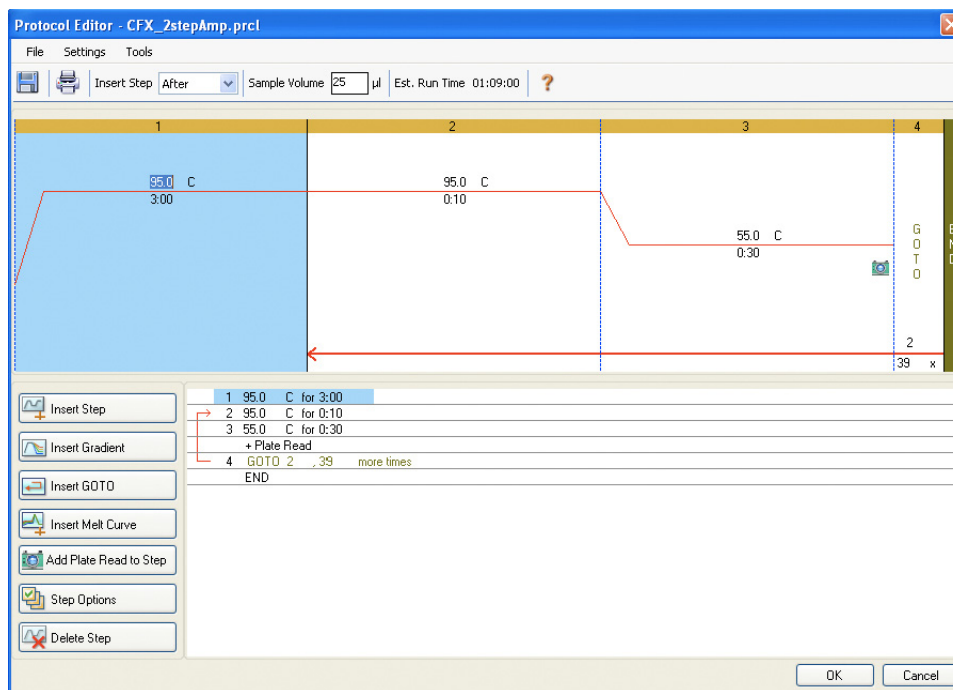 Protocol Editor - CFX_2stepAmp.prcl
File Settings Tools
Insert Step After Sample Volume 25 µl Est. Run Time 01:09:00 ?
1 2 3 4
95.0 C
3:00
95.0 C
0:10
55.0 C
0:30
GOTO
END
2
39 x
Insert Step
Insert Gradient
Insert GOTO
Insert Melt Curve
Add Plate Read to Step
Step Options
Delete Step
1 95.0 C for 3:00
2 95.0 C for 0:10
3 55.0 C for 0:30
+ Plate Read
4 GOTO 2 , 39 more times
END
OK Cancel